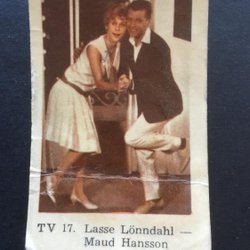 TV 17. Lasse Lönndahl —
Maud Hansson